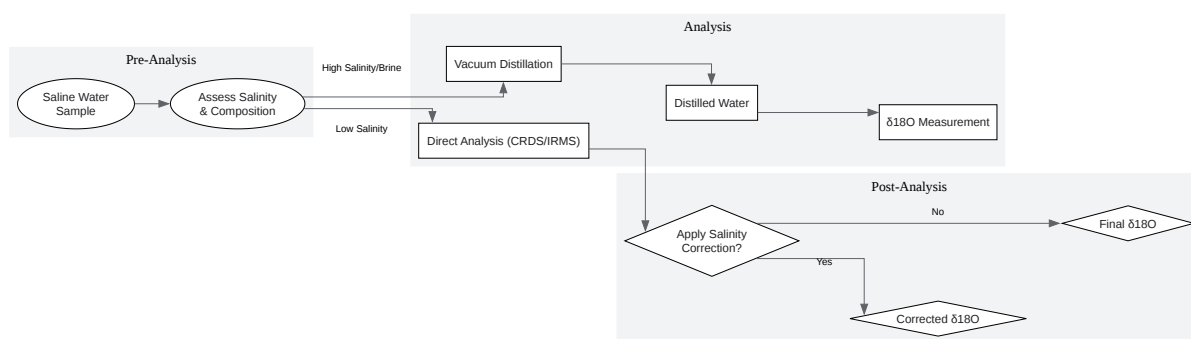 Pre-Analysis
Saline Water
Sample
Assess Salinity
& Composition
High Salinity/Brine
Low Salinity
Analysis
Vacuum Distillation
Distilled Water
Direct Analysis (CRDS/IRMS)
δ18O Measurement
Post-Analysis
Apply Salinity
Correction?
No
Yes
Final δ18O
Corrected δ18O